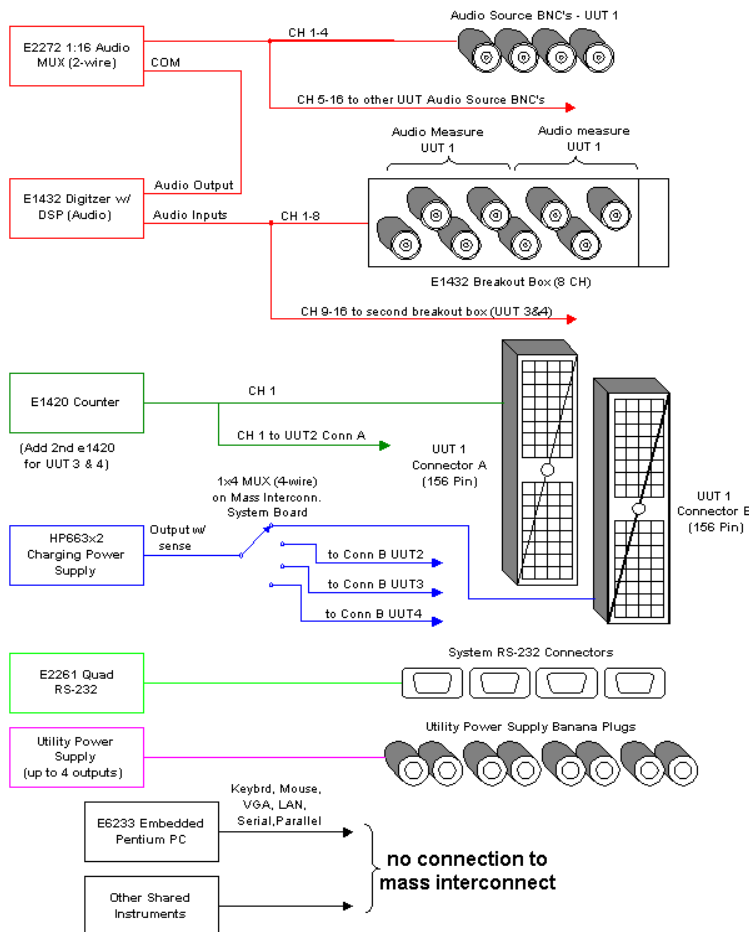 Audio Source BNC's - UUT 1
E2272 1:16 Audio
MUX (2-wire)
CH 1-4
COM
CH 5-16 to other UUT Audio Source BNC's
Audio Measure
UUT 1
Audio measure
UUT 1
E1432 Digitzer w/
DSP (Audio)
Audio Output
Audio Inputs
CH 1-8
E1432 Breakout Box (8 CH)
CH 9-16 to second breakout box (UUT 3&4)
E1420 Counter
CH 1
(Add 2nd e1420
for UUT 3 & 4)
CH 1 to UUT2 Conn A
UUT 1
Connector A
(156 Pin)
1x4 MUX (4-wire)
on Mass Interconn.
System Board
UUT 1
Connector B
(156 Pin)
HP663x2
Charging Power
Supply
Output w/
sense
to Conn B UUT2
to Conn B UUT3
to Conn B UUT4
E2261 Quad
RS-232
System RS-232 Connectors
Utility Power
Supply
(up to 4 outputs)
Utility Power Supply Banana Plugs
E6233 Embedded
Pentium PC
Keybrd, Mouse,
VGA, LAN,
Serial,Parallel
no connection to
mass interconnect
Other Shared
Instruments